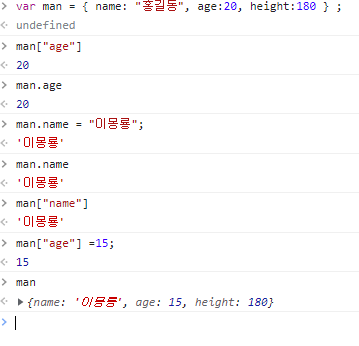 > var man = { name: "홍길동", age:20, height:180 } ;
< undefined
> man["age"]
< 20
> man.age
< 20
> man.name = "이몽룡";
< '이몽룡'
> man.name
< '이몽룡'
> man["name"]
< '이몽룡'
> man["age"] =15;
< 15
> man
< ▶ {name: '이몽룡', age: 15, height: 180}
>